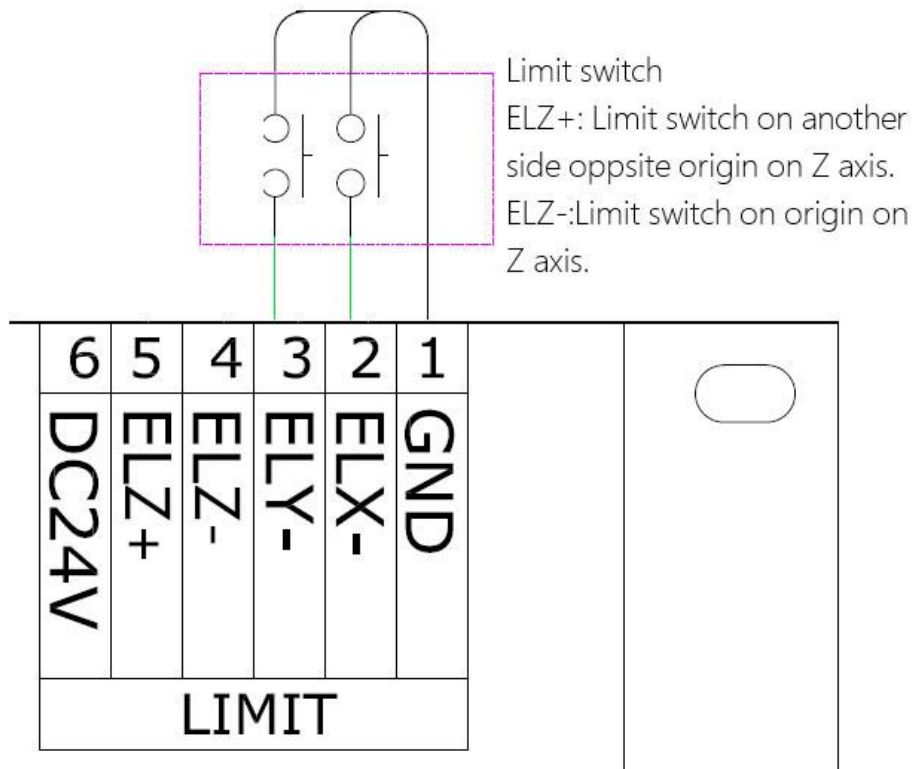 Limit switch
ELZ+: Limit switch on another
side oppsite origin on Z axis.
ELZ-:Limit switch on origin on
Z axis.
6 5 4 3 2 1
DC24V ELZ+ ELZ- ELY- ELX- GND
LIMIT